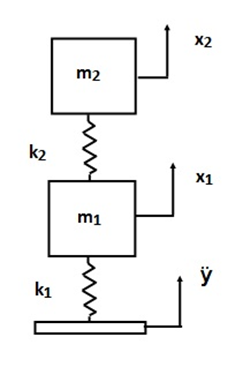 x₂
m₂
k₂
x₁
m₁
ÿ
k₁